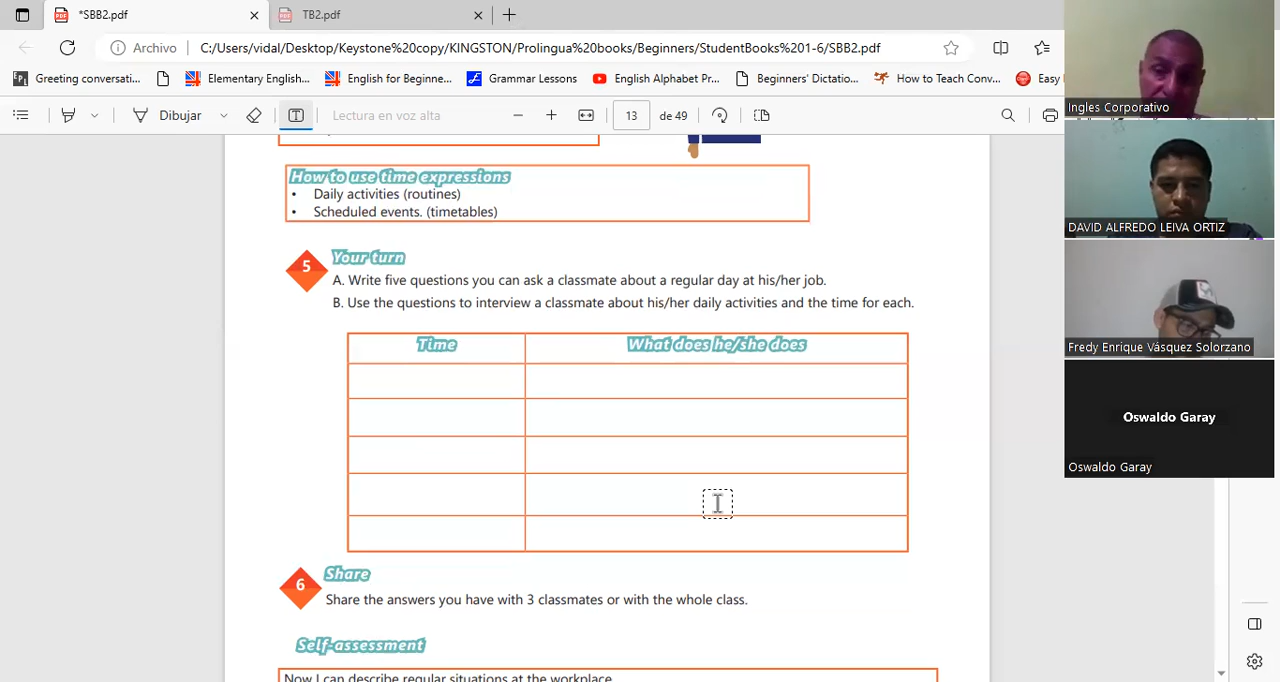 *SBB2.pdf
TB2.pdf
Archivo
C:/Users/vidal/Desktop/Keystone%20copy/KINGSTON/Prolingua%20books/Beginners/StudentBooks%201-6/SBB2.pdf
Greeting conversati...
Elementary English...
English for Beginne...
Grammar Lessons
English Alphabet Pr...
Beginners' Dictatio...
How to Teach Conv...
Easy
Dibujar
Lectura en voz alta
13
de 49
How to use time expressions
• Daily activities (routines)
• Scheduled events. (timetables)
5
Your turn
A. Write five questions you can ask a classmate about a regular day at his/her job.
B. Use the questions to interview a classmate about his/her daily activities and the time for each.
Time
What does he/she does
6
Share
Share the answers you have with 3 classmates or with the whole class.
Self-assessment
Now I can describe regular situations at the workplace
Ingles Corporativo
DAVID ALFREDO LEIVA ORTIZ
Fredy Enrique Vásquez Solorzano
Oswaldo Garay
Oswaldo Garay